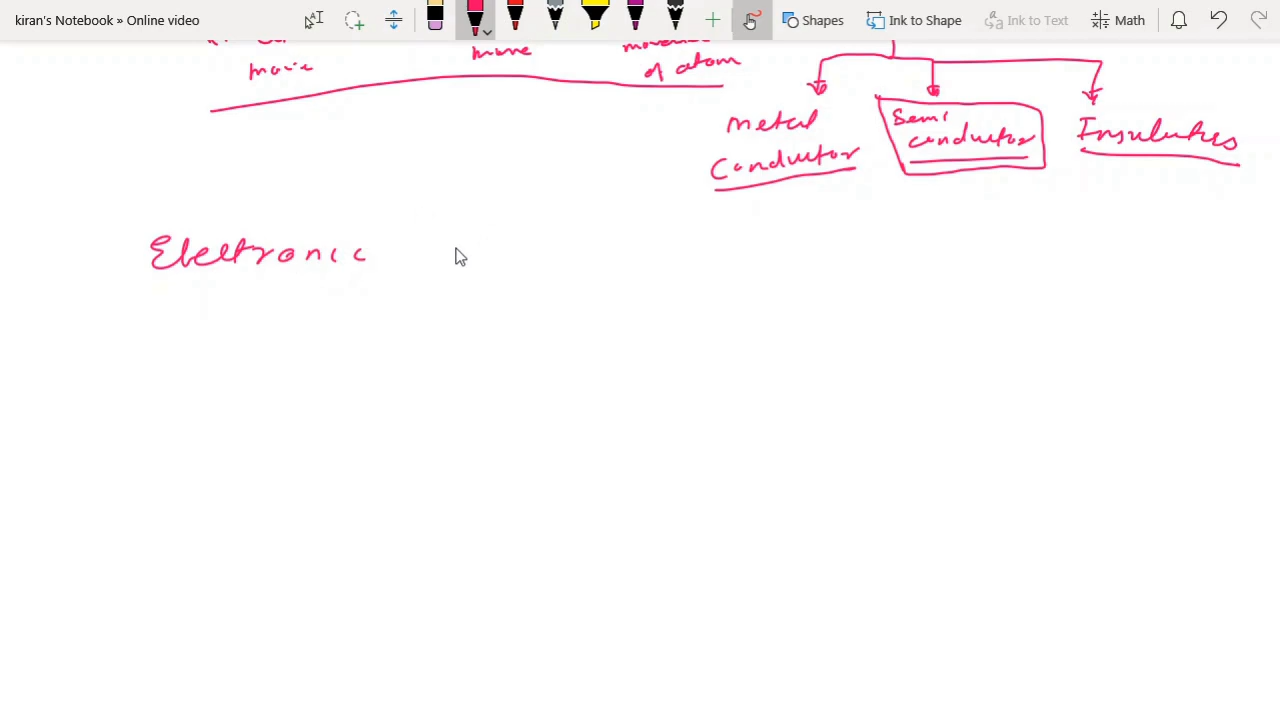 kiran's Notebook » Online video
Shapes
Ink to Shape
Ink to Text
Math
move
of atom
Metal
Conductor
Semi
conductor
Insulutres
Electronic